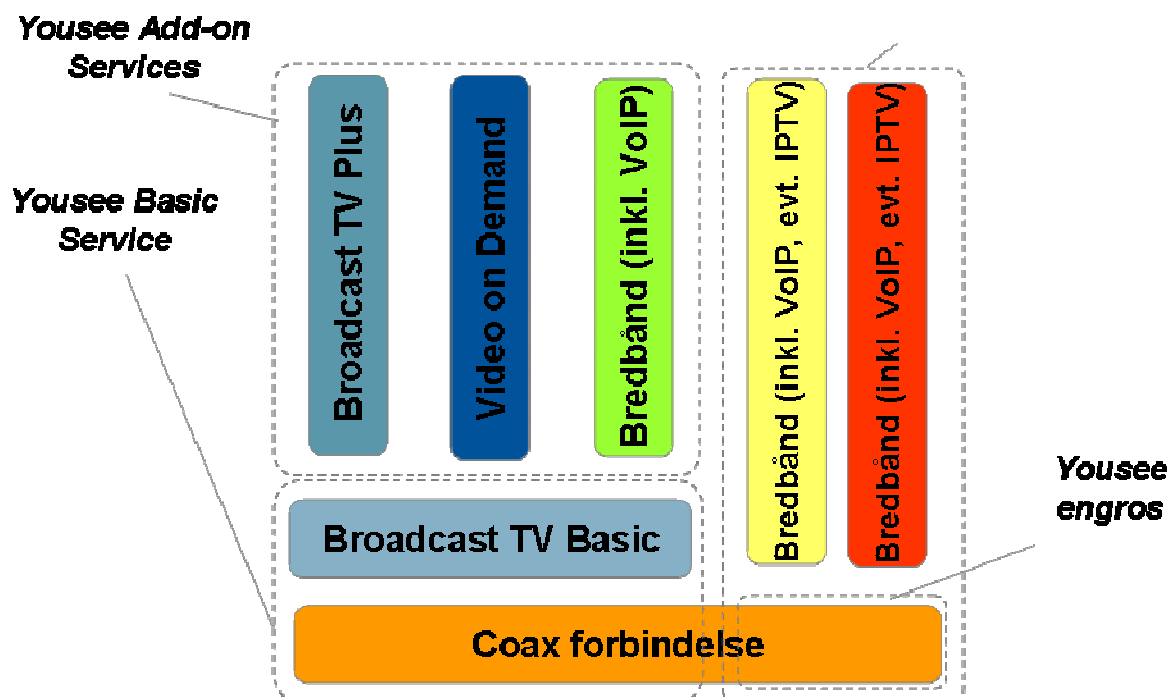 Yousee Add-on
Services
Yousee Basic
Service
Broadcast TV Plus
Video on Demand
Bredbånd (inkl. VoIP)
Bredbånd (inkl. VoIP, evt. IPTV)
Bredbånd (inkl. VoIP, evt. IPTV)
Yousee
engros
Broadcast TV Basic
Coax forbindelse